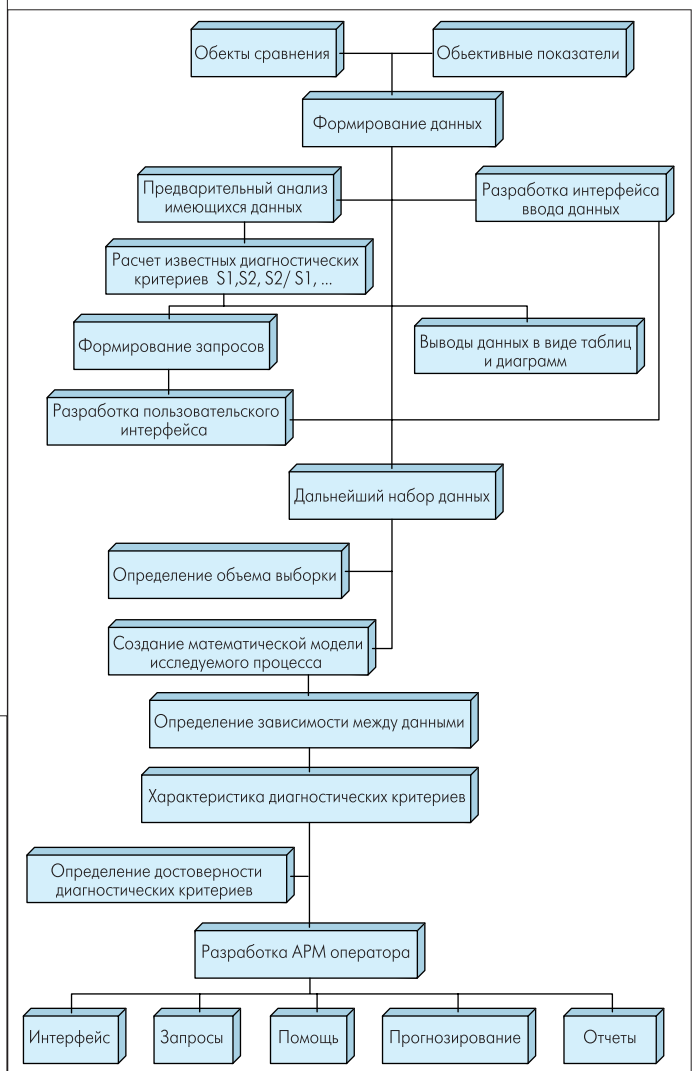 Обекты сравнения
Обьективные показатели
Формирование данных
Предварительный анализ
имеющихся данных
Разработка интерфейса
ввода данных
Расчет известных диагностических
критериев S1,S2, S2/ S1, ...
Формирование запросов
Выводы данных в виде таблиц
и диаграмм
Разработка пользовательского
интерфейса
Дальнейший набор данных
Определение объема выборки
Создание математической модели
исследуемого процесса
Определение зависимости между данными
Характеристика диагностических критериев
Определение достоверности
диагностических критериев
Разработка АРМ оператора
Интерфейс
Запросы
Помощь
Прогнозирование
Отчеты